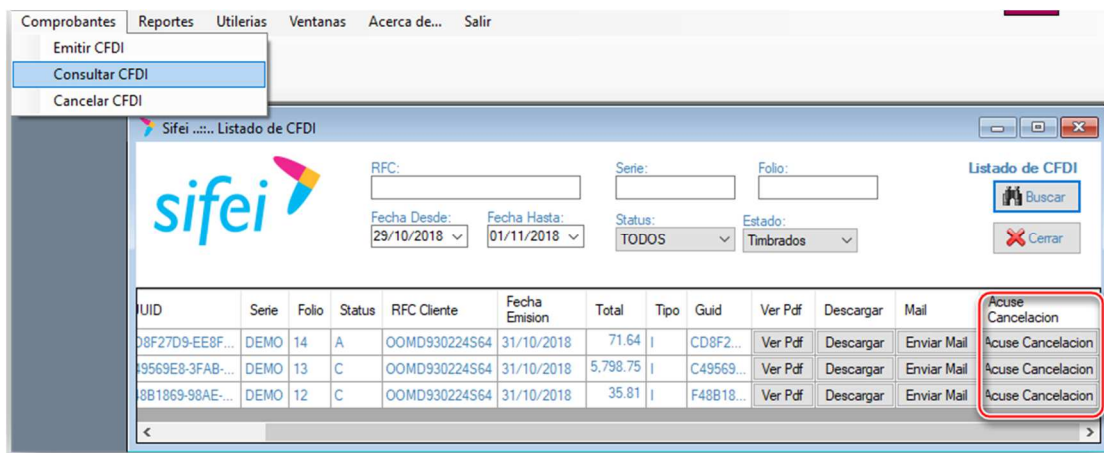 Comprobantes Reportes Utilerias Ventanas Acerca de... Salir
Emitir CFDI
Consultar CFDI
Cancelar CFDI
Sifei ..::.. Listado de CFDI
sifei
RFC: Serie: Folio: Listado de CFDI
Buscar
Fecha Desde: Fecha Hasta: Status: Estado:
29/10/2018 01/11/2018 TODOS Timbrados Cerrar
UUID Serie Folio Status RFC Cliente Fecha Emision Total Tipo Guid Ver Pdf Descargar Mail Acuse Cancelacion
D8F27D9-EE8F... DEMO 14 A OOMD930224S64 31/10/2018 71.64 I CD8F2... Ver Pdf Descargar Enviar Mail Acuse Cancelacion
49569E8-3FAB-... DEMO 13 C OOMD930224S64 31/10/2018 5,798.75 I C49569... Ver Pdf Descargar Enviar Mail Acuse Cancelacion
48B1869-98AE-... DEMO 12 C OOMD930224S64 31/10/2018 35.81 I F48B18... Ver Pdf Descargar Enviar Mail Acuse Cancelacion